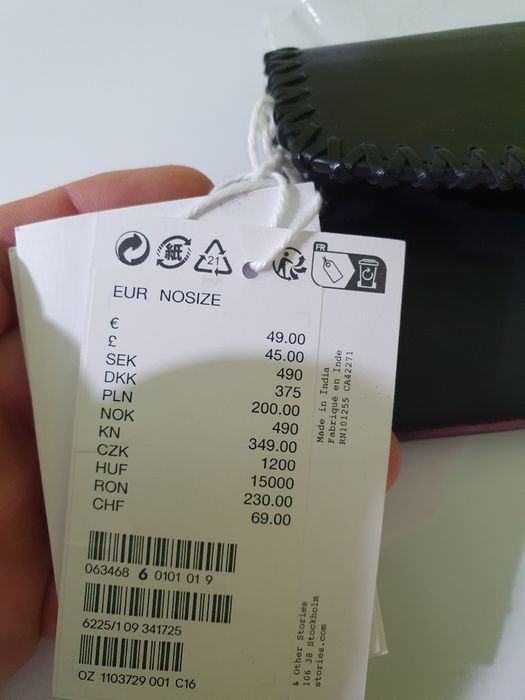 紙
21
FR
EUR NOSIZE
€ 49.00
£ 45.00
SEK 490
DKK 375
PLN 200.00
NOK 490
KN 349.00
CZK 1200
HUF 15000
RON 230.00
CHF 69.00
Made in India
Fabriqué en Inde
RN101255 CA42271
063468 6 0101 01 9
6225/1 09 341725
OZ 1103729 001 C16
& Other Stories
106 38 Stockholm
stories.com